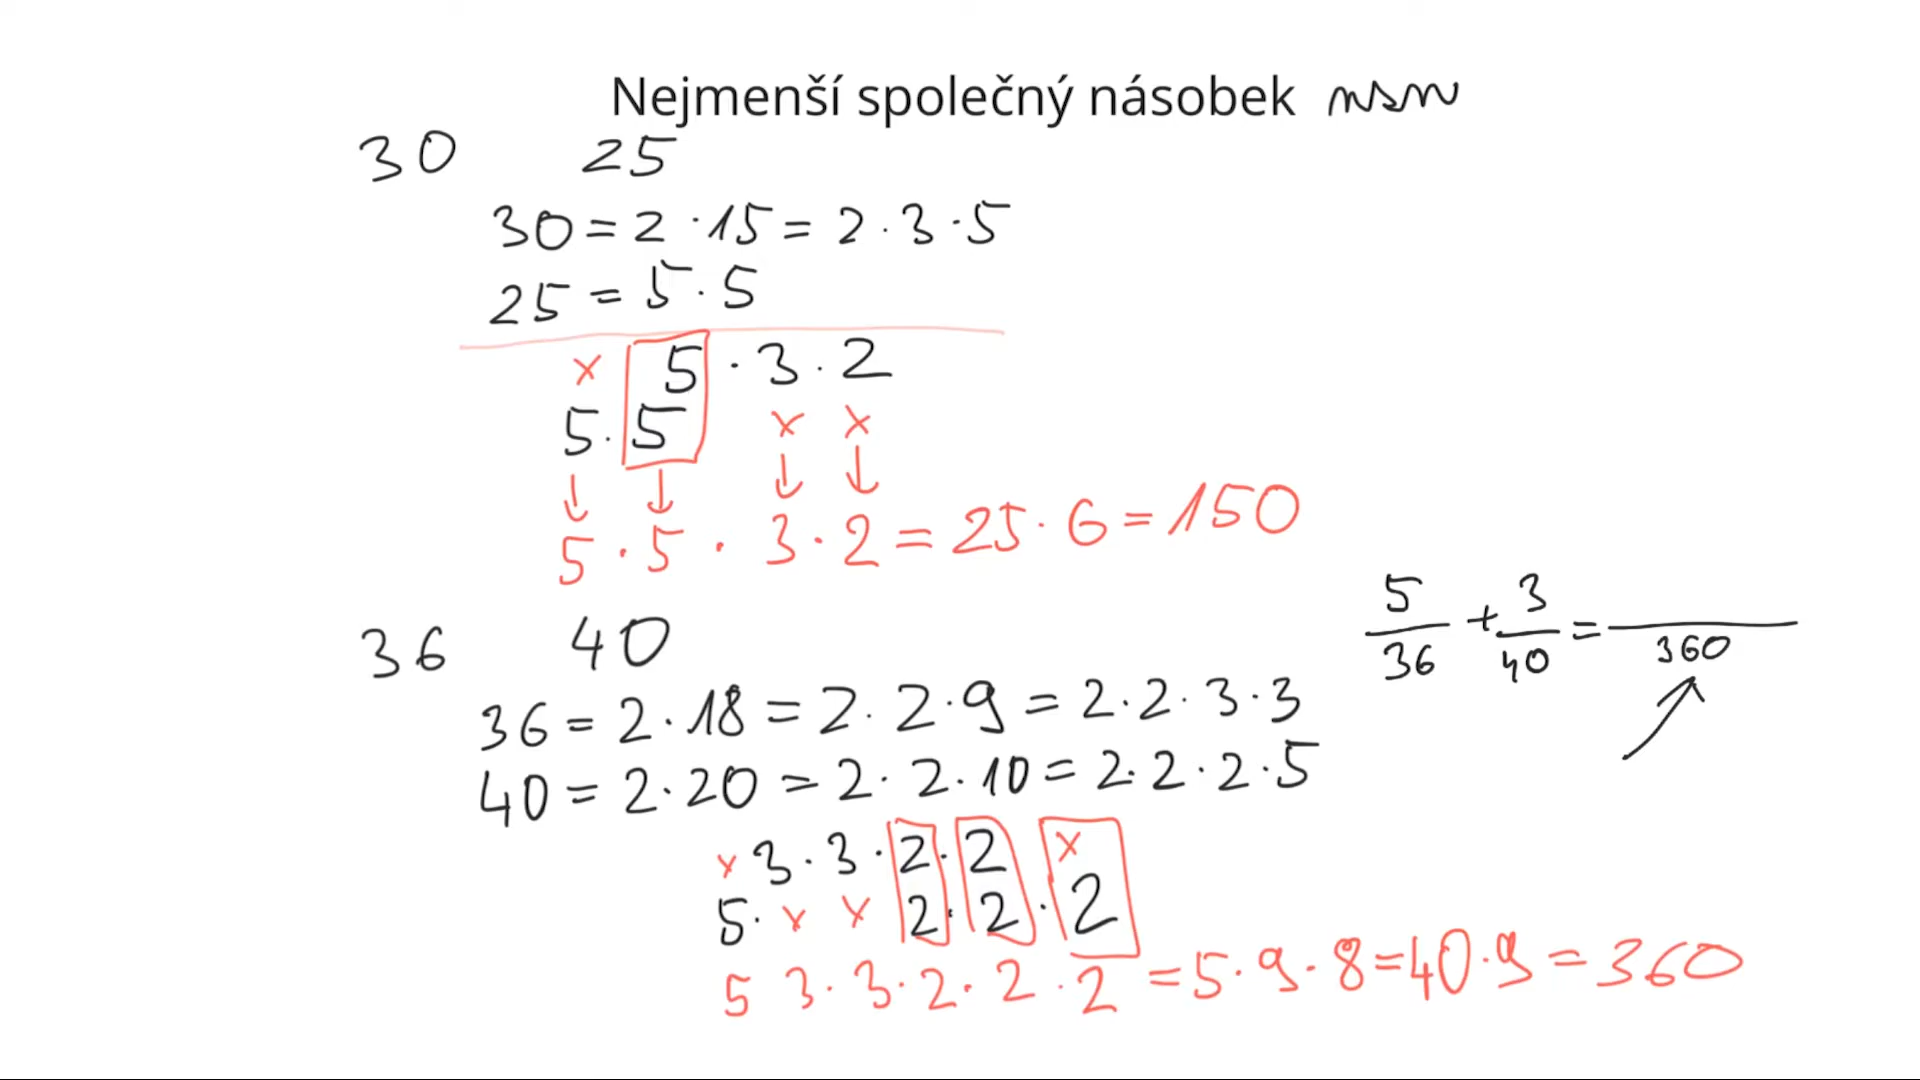 Nejmenší společný násobek nsn
30 25
30 = 2 · 15 = 2 · 3 · 5
25 = 5 · 5
x 5 · 3 · 2
5 · 5 x x
↓ ↓ ↓ ↓
5 · 5 · 3 · 2 = 25 · 6 = 150
5/36 + 3/40 = /360
36 40
36 = 2 · 18 = 2 · 2 · 9 = 2 · 2 · 3 · 3
40 = 2 · 20 = 2 · 2 · 10 = 2 · 2 · 2 · 5
x 3 · 3 · 2 · 2 x
5 · x x 2 · 2 · 2
5 3 · 3 · 2 · 2 · 2 = 5 · 9 · 8 = 40 · 9 = 360